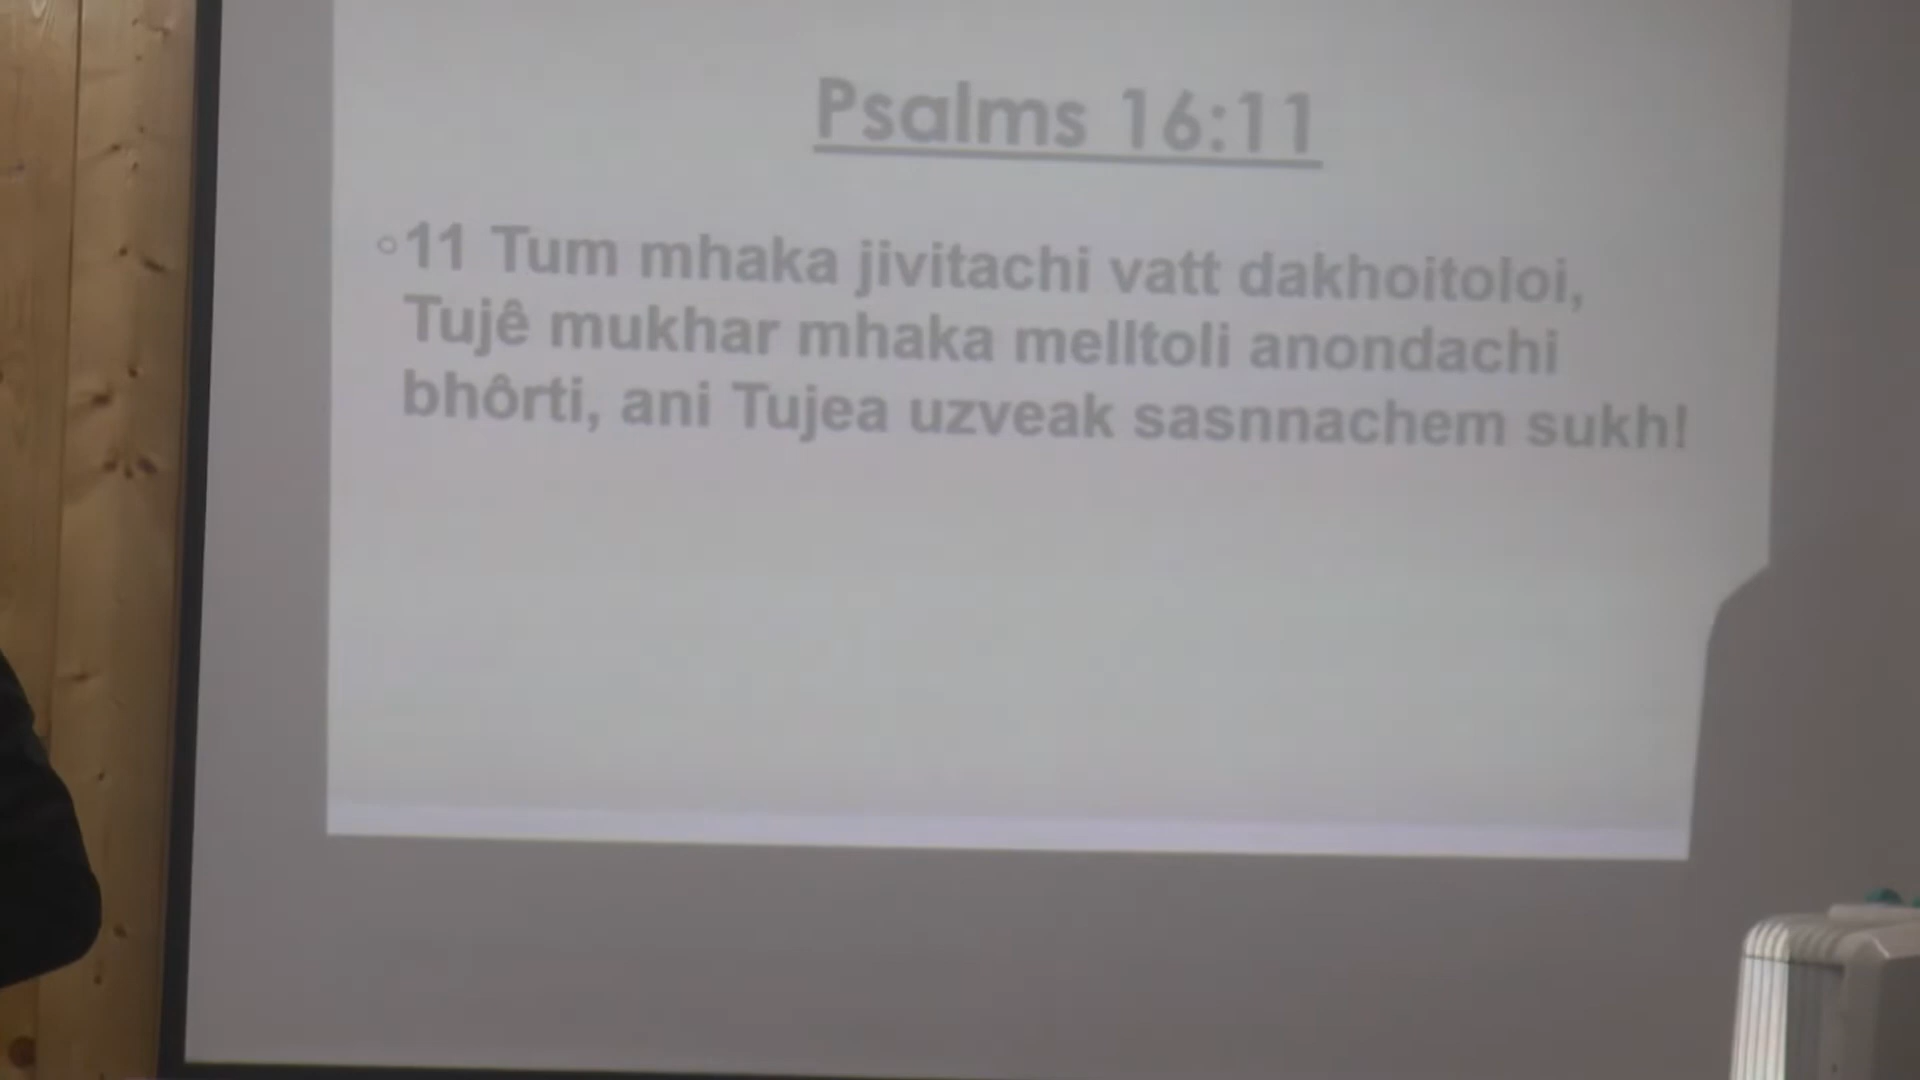 Psalms 16:11
11 Tum mhaka jivitachi vatt dakhoitoloi,
Tujê mukhar mhaka melltoli anondachi
bhôrti, ani Tujea uzveak sasnnachem sukh!